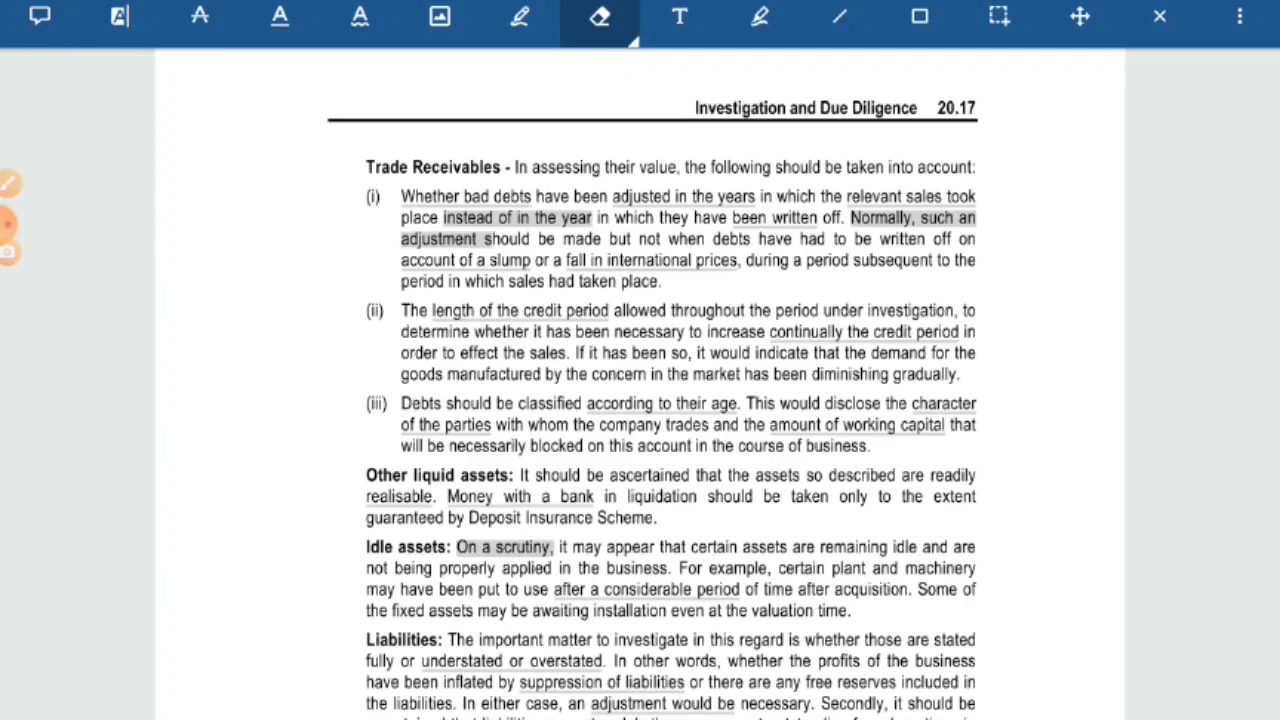 T
Investigation and Due Diligence 20.17
Trade Receivables - In assessing their value, the following should be taken into account:
(i) Whether bad debts have been adjusted in the years in which the relevant sales took
place instead of in the year in which they have been written off. Normally, such an
adjustment should be made but not when debts have had to be written off on
account of a slump or a fall in international prices, during a period subsequent to the
period in which sales had taken place.
(ii) The length of the credit period allowed throughout the period under investigation, to
determine whether it has been necessary to increase continually the credit period in
order to effect the sales. If it has been so, it would indicate that the demand for the
goods manufactured by the concern in the market has been diminishing gradually.
(iii) Debts should be classified according to their age. This would disclose the character
of the parties with whom the company trades and the amount of working capital that
will be necessarily blocked on this account in the course of business.
Other liquid assets: It should be ascertained that the assets so described are readily
realisable. Money with a bank in liquidation should be taken only to the extent
guaranteed by Deposit Insurance Scheme.
Idle assets: On a scrutiny, it may appear that certain assets are remaining idle and are
not being properly applied in the business. For example, certain plant and machinery
may have been put to use after a considerable period of time after acquisition. Some of
the fixed assets may be awaiting installation even at the valuation time.
Liabilities: The important matter to investigate in this regard is whether those are stated
fully or understated or overstated. In other words, whether the profits of the business
have been inflated by suppression of liabilities or there are any free reserves included in
the liabilities. In either case, an adjustment would be necessary. Secondly, it should be